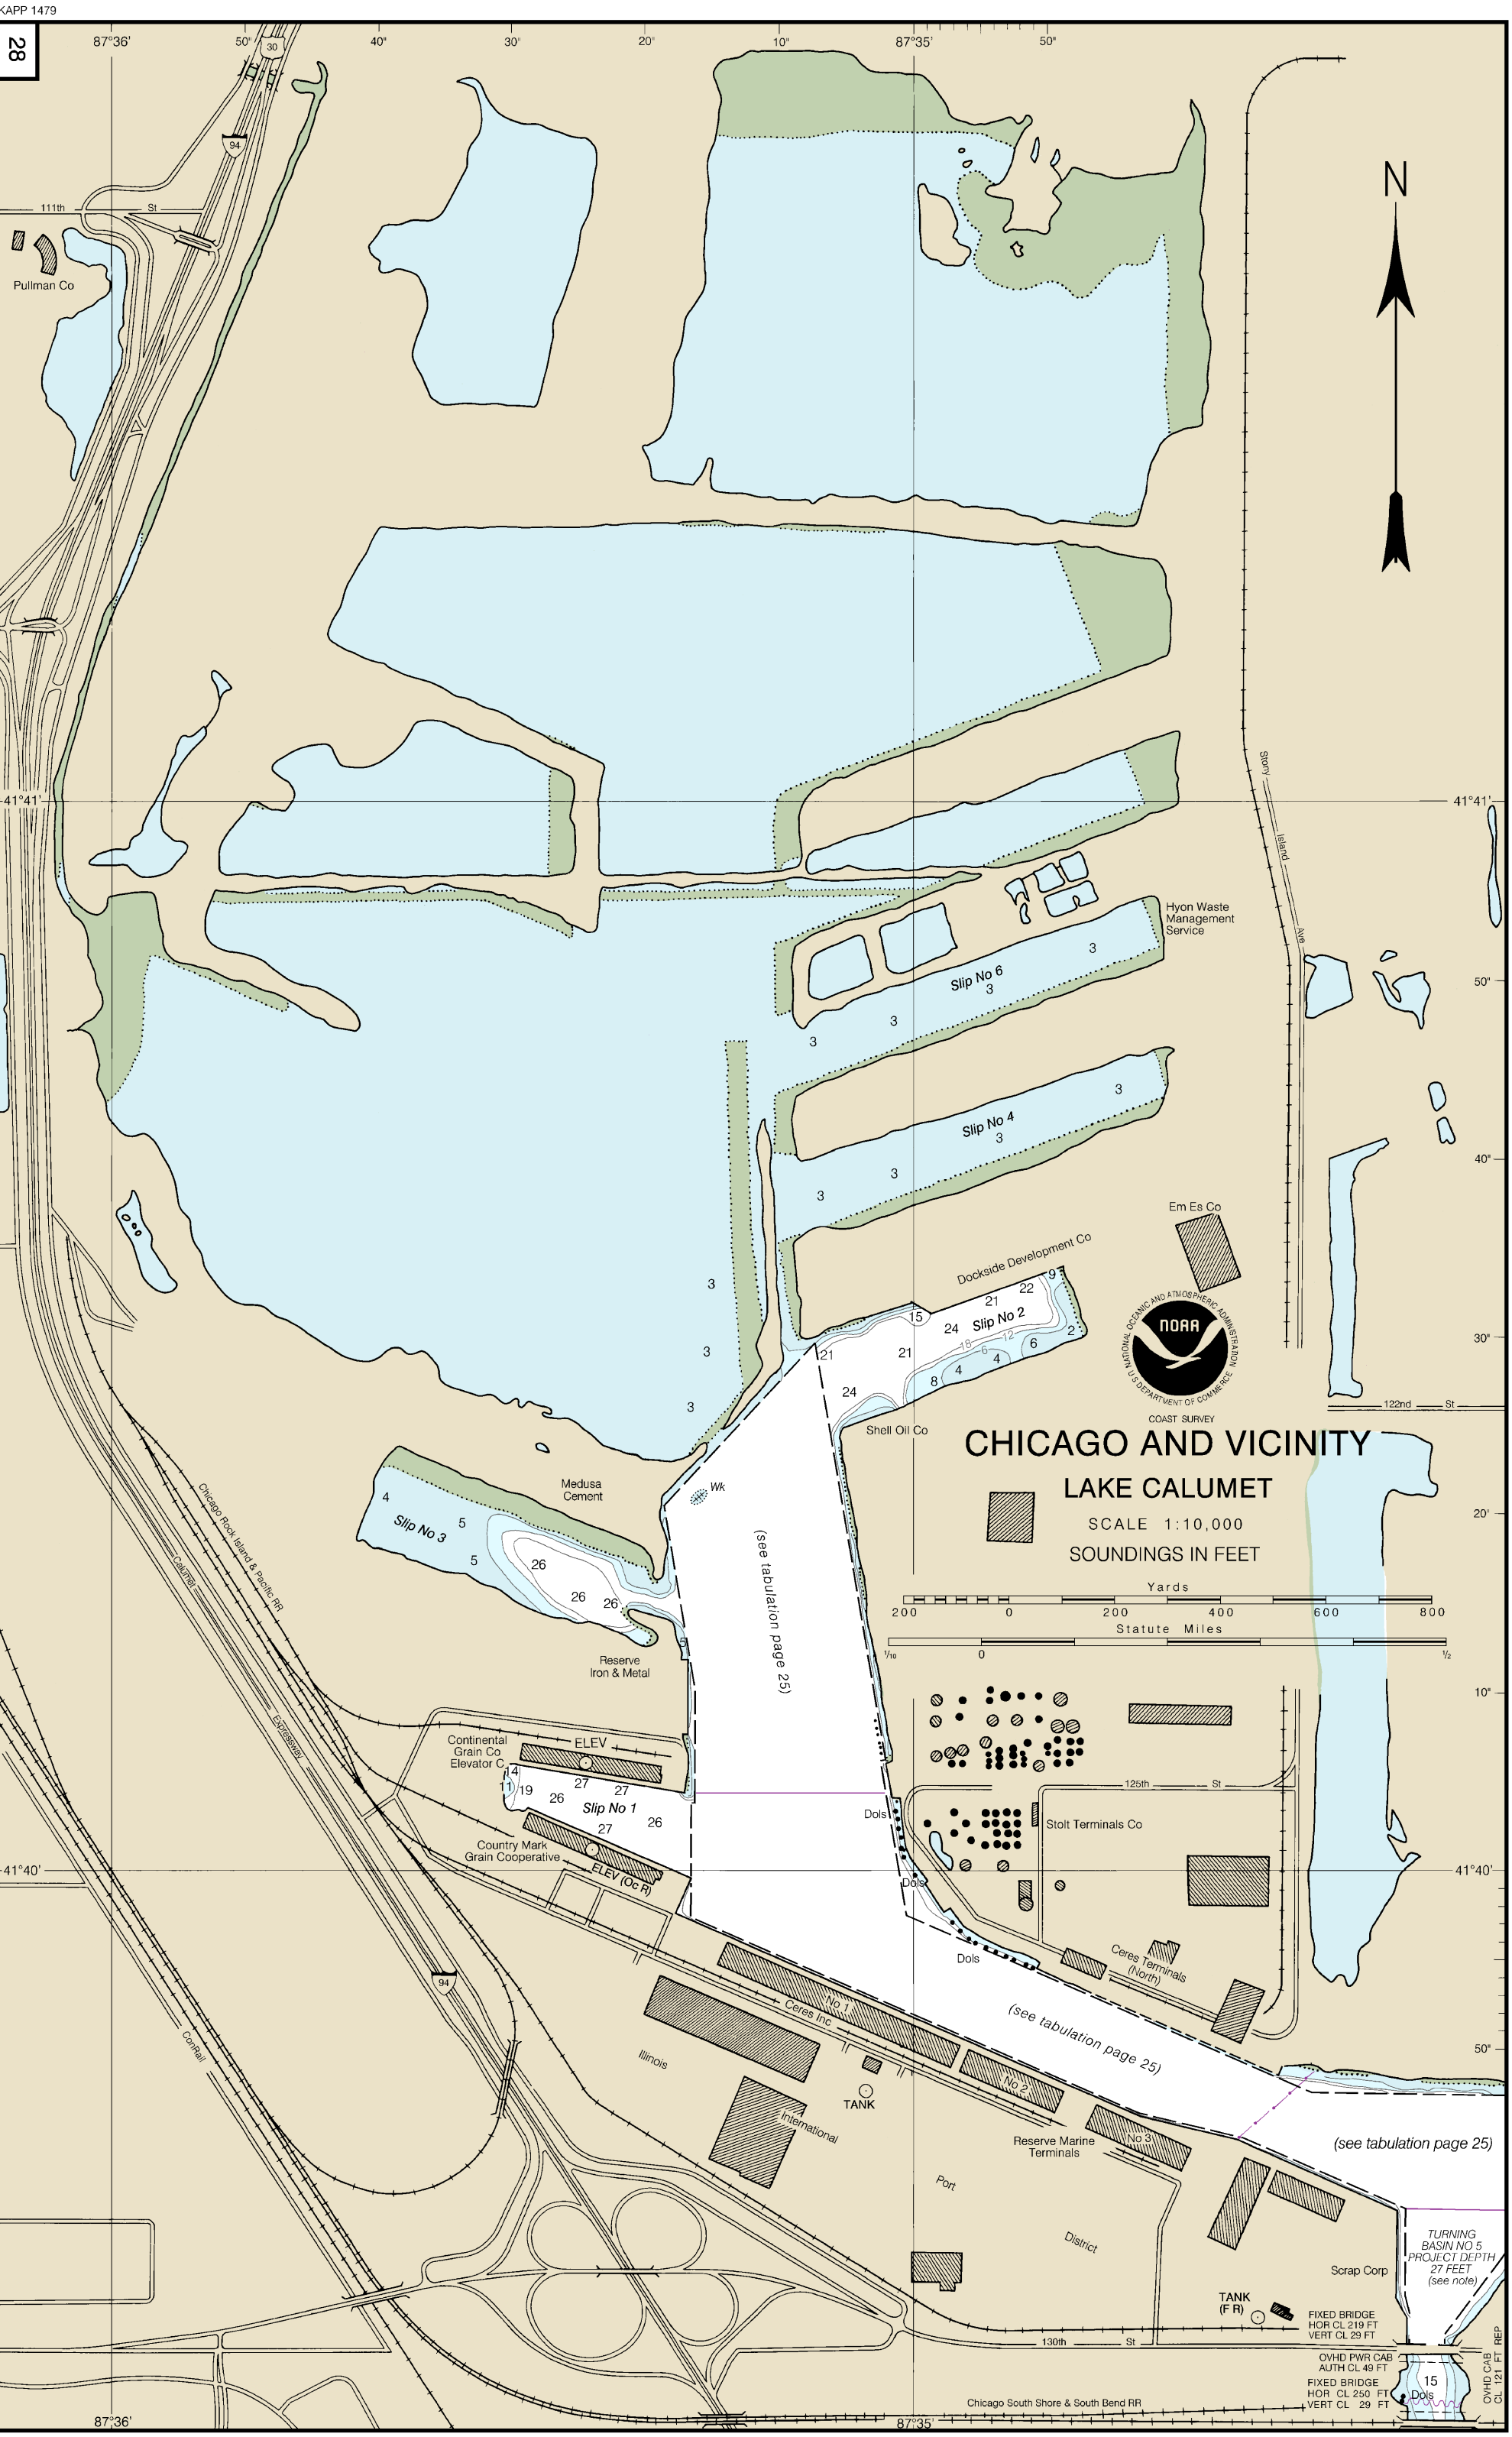 KAPP 1479
28
87°36' 50" 40" 30" 20" 10" 87°35' 50"
30
94
111th St
Pullman Co
N
Stony Island Ave
41°41' 41°41'
Hyon Waste
Management
Service
3
Slip No 6
3
3
3
50"
3
Slip No 4
3
3
3
40"
Em Es Co
Dockside Development Co
9
22
21
15
24
Slip No 2
2
18 6 12
6
4
4
8
21
21
24
30"
3
3
3
Shell Oil Co
122nd St
NATIONAL OCEANIC AND ATMOSPHERIC ADMINISTRATION
NOAA
U S DEPARTMENT OF COMMERCE
COAST SURVEY
CHICAGO AND VICINITY
LAKE CALUMET
SCALE 1:10,000
SOUNDINGS IN FEET
Yards
200 0 200 400 600 800
Statute Miles
1/10 0 1/2
20"
Medusa
Cement
Wk
4
Slip No 3
5
5
26
26
26
5
Chicago Rock Island & Pacific RR
Calumet
Expressway
(see tabulation page 25)
Reserve
Iron & Metal
10"
Continental
Grain Co
Elevator C
ELEV
14
11
19
27
27
26
Slip No 1
26
27
Country Mark
Grain Cooperative
ELEV (Oc R)
125th St
Dols
Stolt Terminals Co
41°40' 41°40'
Dols
Dols
Ceres Terminals
(North)
94
ConRail
No 1
Ceres Inc
(see tabulation page 25)
50"
Illinois
TANK
No 2
International
No 3
Reserve Marine
Terminals
(see tabulation page 25)
Port
District
TURNING
BASIN NO 5
PROJECT DEPTH
27 FEET
(see note)
Scrap Corp
TANK
(F R)
FIXED BRIDGE
HOR CL 219 FT
VERT CL 29 FT
130th St
OVHD PWR CAB
AUTH CL 49 FT
FIXED BRIDGE
HOR CL 250 FT
VERT CL 29 FT
15
Dols
OVHD CAB
CL 121 FT REP
Chicago South Shore & South Bend RR
87°36' 87°35'